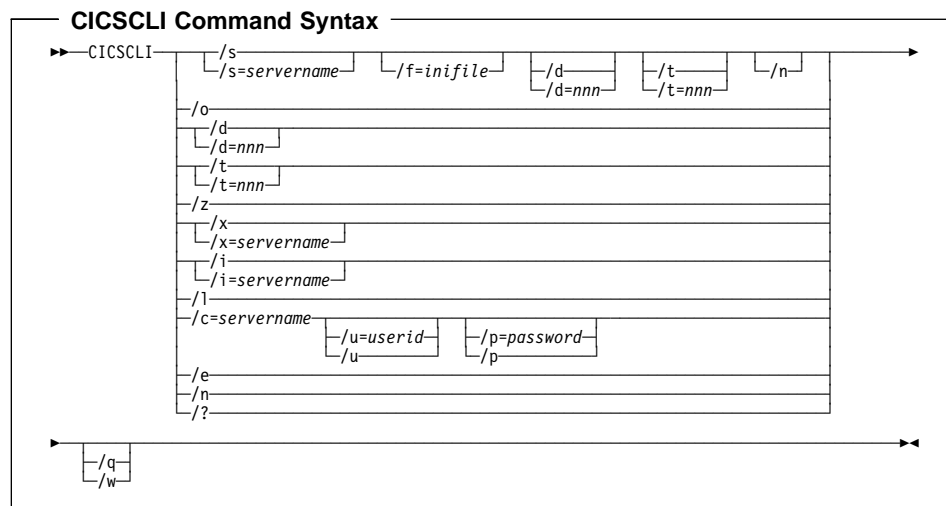 CICSCLI Command Syntax
CICSCLI /s
/s=servername /f=inifile /d /t /n
/d=nnn /t=nnn
/o
/d
/d=nnn
/t
/t=nnn
/z
/x
/x=servername
/i
/i=servername
/l
/c=servername
/u=userid /p=password
/u /p
/e
/n
/?
/q
/w